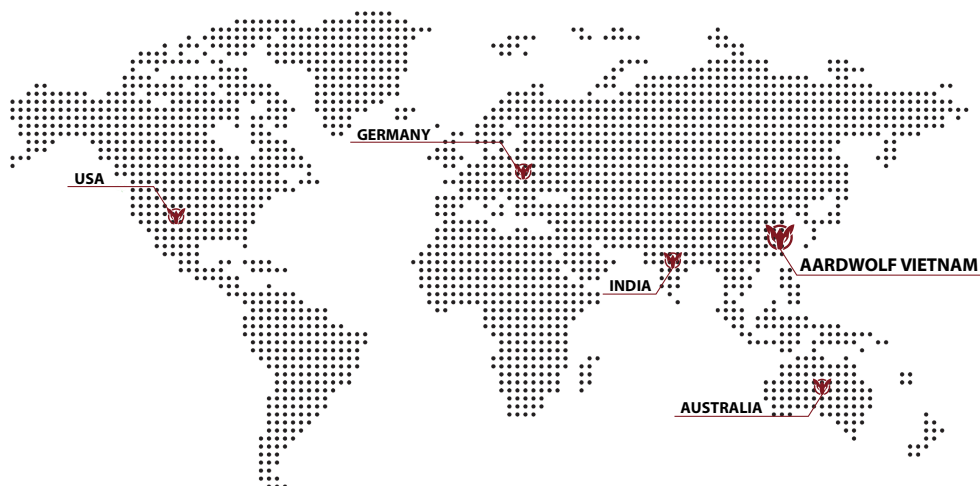 GERMANY
USA
AARDWOLF VIETNAM
INDIA
AUSTRALIA